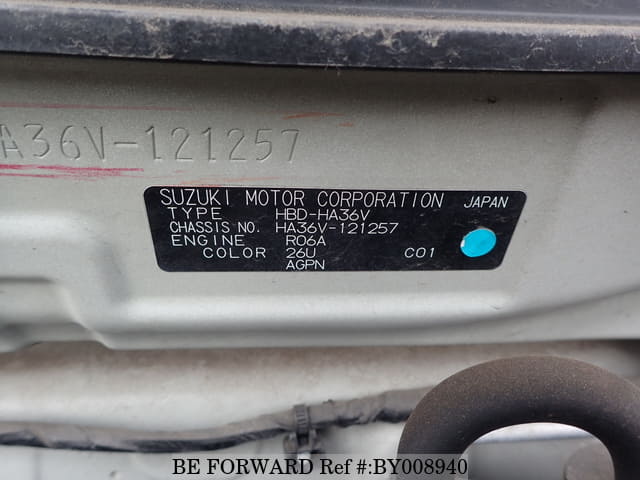 A36V-121257
SUZUKI MOTOR CORPORATION JAPAN
TYPE HBD-HA36V
CHASSIS NO. HA36V-121257
ENGINE R06A
COLOR 26U C01
AGPN
BE FORWARD Ref #:BY008940